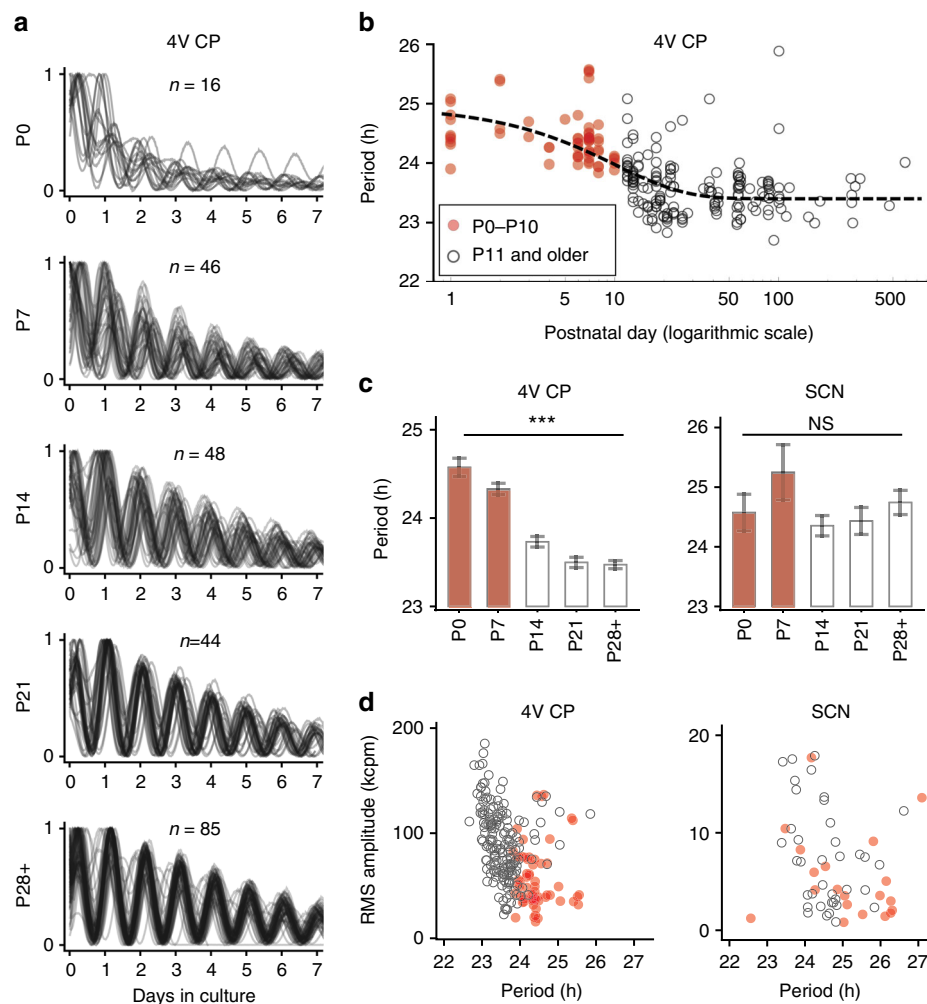 a
4V CP
P0
n = 16
1
0
0 1 2 3 4 5 6 7
P7
n = 46
1
0
0 1 2 3 4 5 6 7
P14
n = 48
1
0
0 1 2 3 4 5 6 7
P21
n=44
1
0
0 1 2 3 4 5 6 7
P28+
n = 85
1
0
0 1 2 3 4 5 6 7
Days in culture
b
4V CP
Period (h)
26
25
24
23
22
P0–P10
P11 and older
1 5 10 50 100 500
Postnatal day (logarithmic scale)
c
4V CP
***
Period (h)
25
24
23
P0 P7 P14 P21 P28+
SCN
NS
26
25
24
23
P0 P7 P14 P21 P28+
d
4V CP
RMS amplitude (kcpm)
200
100
0
22 23 24 25 26 27
Period (h)
SCN
20
10
0
22 23 24 25 26 27
Period (h)